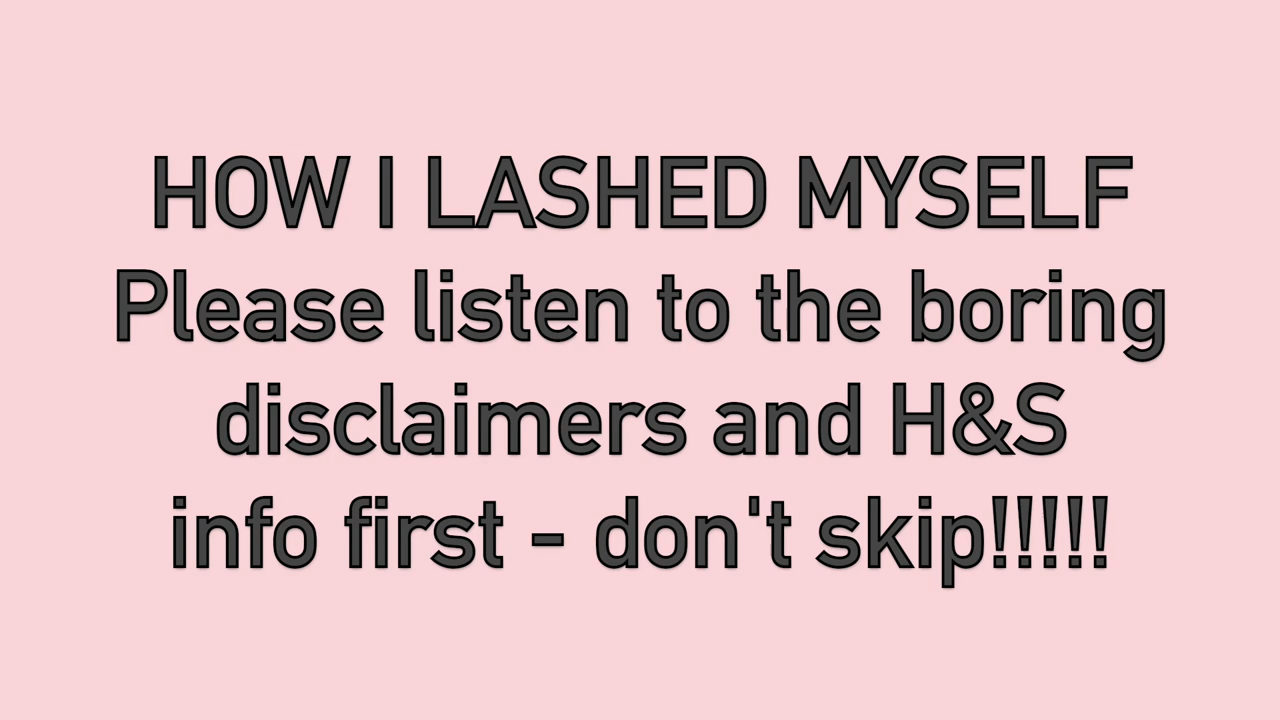 HOW I LASHED MYSELF
Please listen to the boring
disclaimers and H&S
info first - don't skip!!!!!